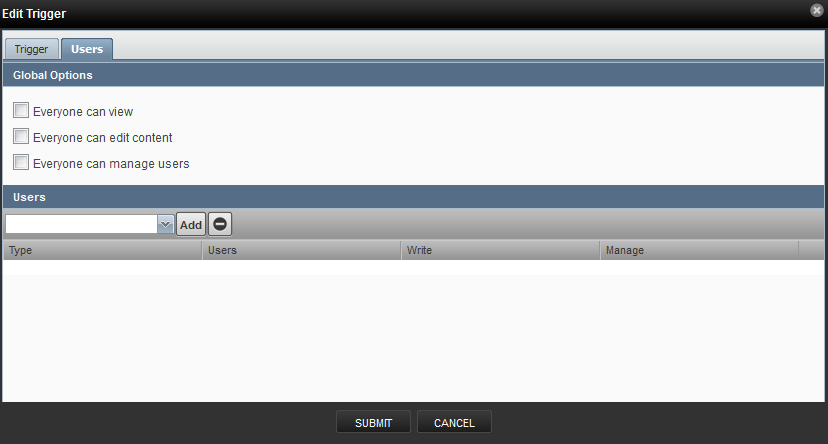 Edit Trigger
Trigger Users
Global Options
Everyone can view
Everyone can edit content
Everyone can manage users
Users
Add
Type Users Write Manage
SUBMIT CANCEL